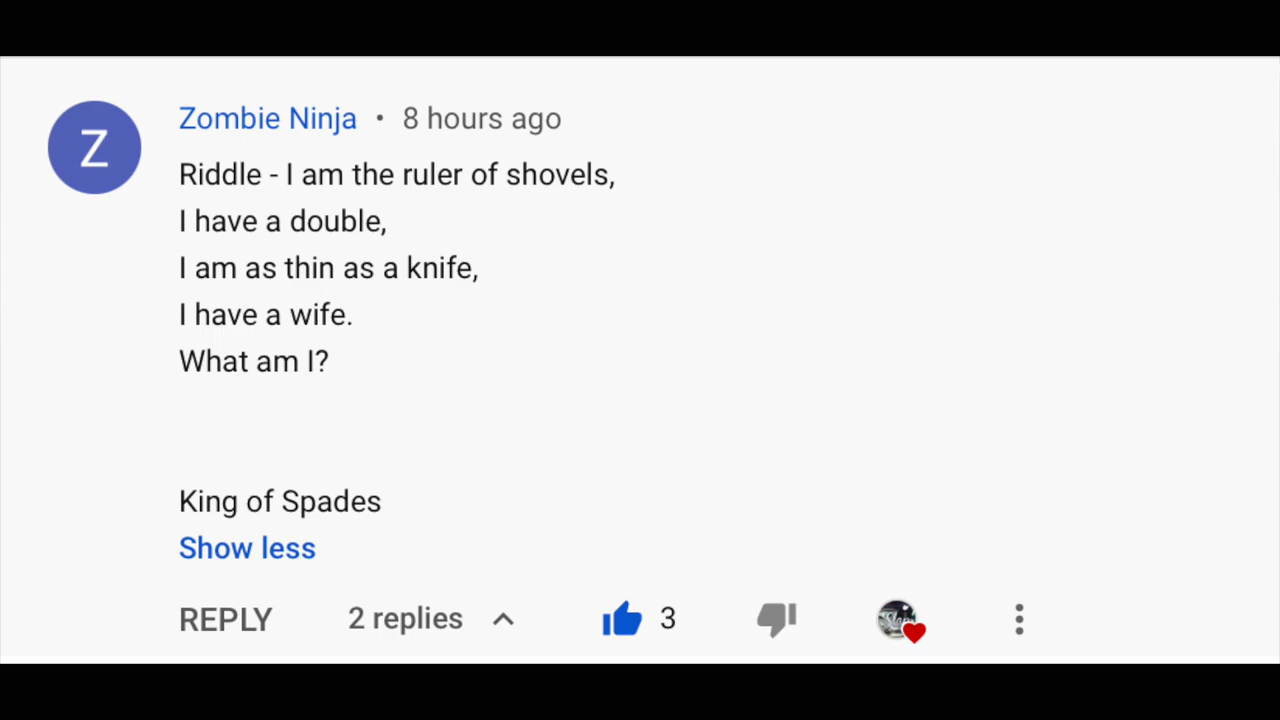 Z
Zombie Ninja • 8 hours ago
Riddle - I am the ruler of shovels,
I have a double,
I am as thin as a knife,
I have a wife.
What am I?
King of Spades
Show less
REPLY 2 replies 3